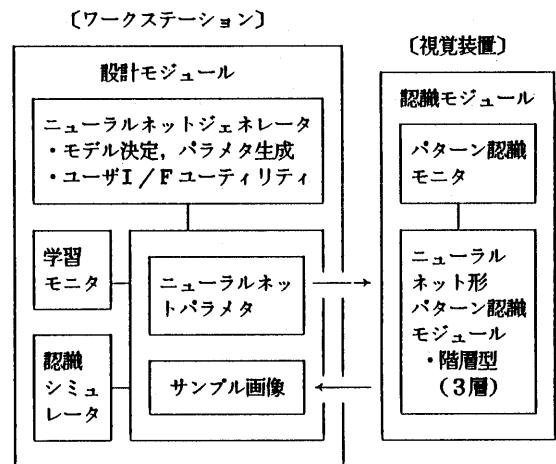 〔ワークステーション〕
設計モジュール
ニューラルネットジェネレータ
・モデル決定,パラメタ生成
・ユーザI/Fユーティリティ
学習
モニタ
ニューラルネッ
トパラメタ
認識
シミュ
レータ
サンプル画像
〔視覚装置〕
認識モジュール
パターン認識
モニタ
ニューラル
ネット形
パターン認識
モジュール
・階層型
(3層)